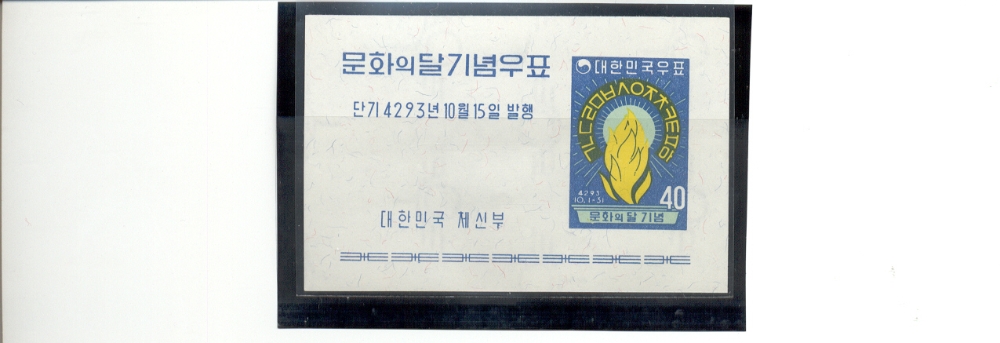 문화의달기념우표
단기 4293년 10월 15일 발행
대한민국 체신부
대한민국우표
ㄱㄴㄷㄹㅁㅂㅅㅇㅈㅊㅋㅌㅍㅎ
4293
10.1-31
40
문화의달기념